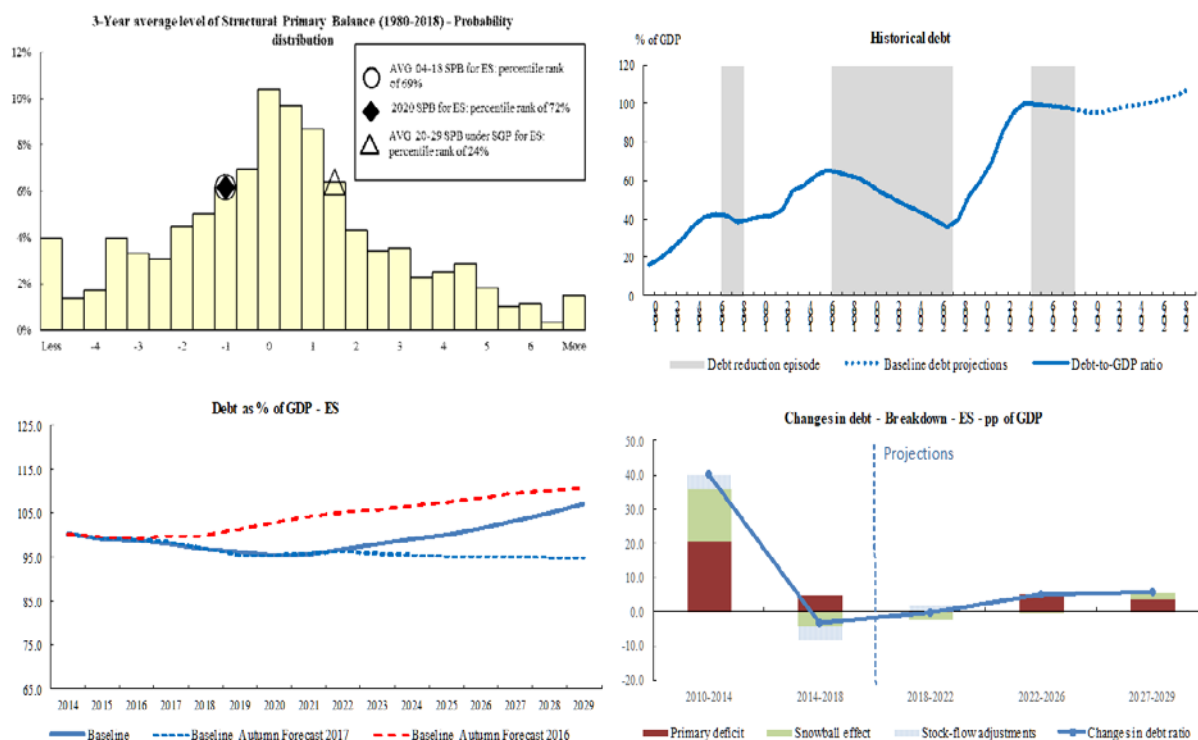 3-Year average level of Structural Primary Balance (1980-2018) - Probability
distribution
12%
10%
8%
6%
4%
2%
0%
AVG 04-18 SPB for ES: percentile rank
of 69%
2020 SPB for ES: percentile rank of 72%
AVG 20-29 SPB under SGP for ES:
percentile rank of 24%
Less -4 -3 -2 -1 0 1 2 3 4 5 6 More
% of GDP
Historical debt
120
100
80
60
40
20
0
Debt reduction episode
Baseline debt projections
Debt-to-GDP ratio
Debt as % of GDP - ES
115.0
105.0
95.0
85.0
75.0
65.0
2014 2015 2016 2017 2018 2019 2020 2021 2022 2023 2024 2025 2026 2027 2028 2029
Baseline
Baseline_Autumn Forecast 2017
Baseline_Autumn Forecast 2016
Changes in debt - Breakdown - ES - pp of GDP
50.0
40.0
30.0
20.0
10.0
0.0
-10.0
-20.0
Projections
2010-2014 2014-2018 2018-2022 2022-2026 2027-2029
Primary deficit
Snowball effect
Stock-flow adjustments
Changes in debt ratio